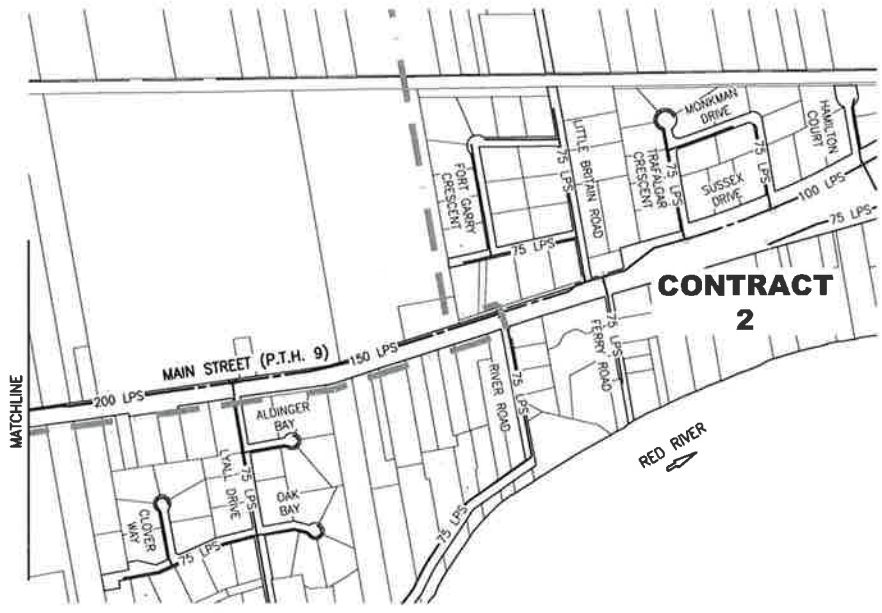 MONKMAN
DRIVE
HAMILTON
COURT
LITTLE BRITAIN ROAD
75 LPS
FORT GARRY
CRESCENT
TRAFALGAR
CRESCENT
75 LPS
75 LPS
SUSSEX
DRIVE
100 LPS
75 LPS
75 LPS
CONTRACT
2
75 LPS
FERRY ROAD
MAIN STREET (P.T.H. 9)
150 LPS
200 LPS
MATCHLINE
75 LPS
RIVER ROAD
ALDINGER
BAY
RED RIVER
LYALL DRIVE
75 LPS
OAK
BAY
CLOVER
WAY
75 LPS
75 LPS